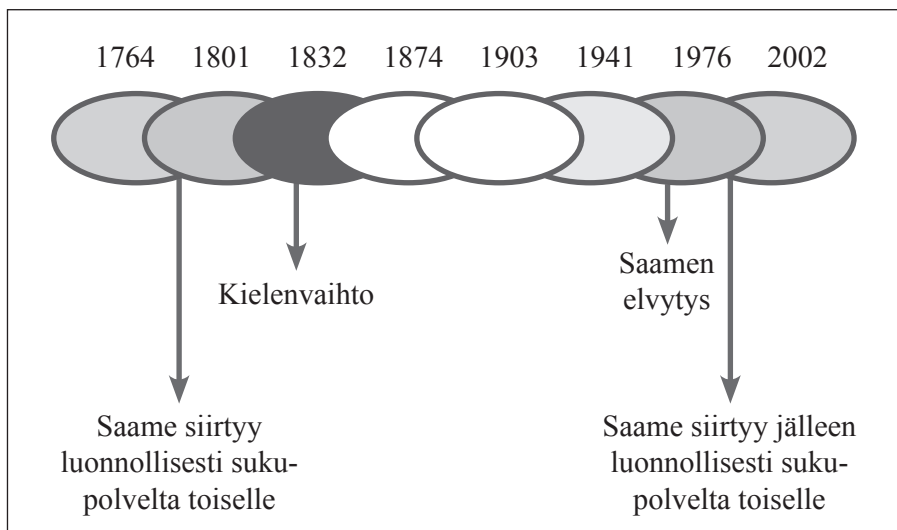 1764 1801 1832 1874 1903 1941 1976 2002
Kielenvaihto
Saamen
elvytys
Saame siirtyy
luonnollisesti suku-
polvelta toiselle
Saame siirtyy jälleen
luonnollisesti suku-
polvelta toiselle